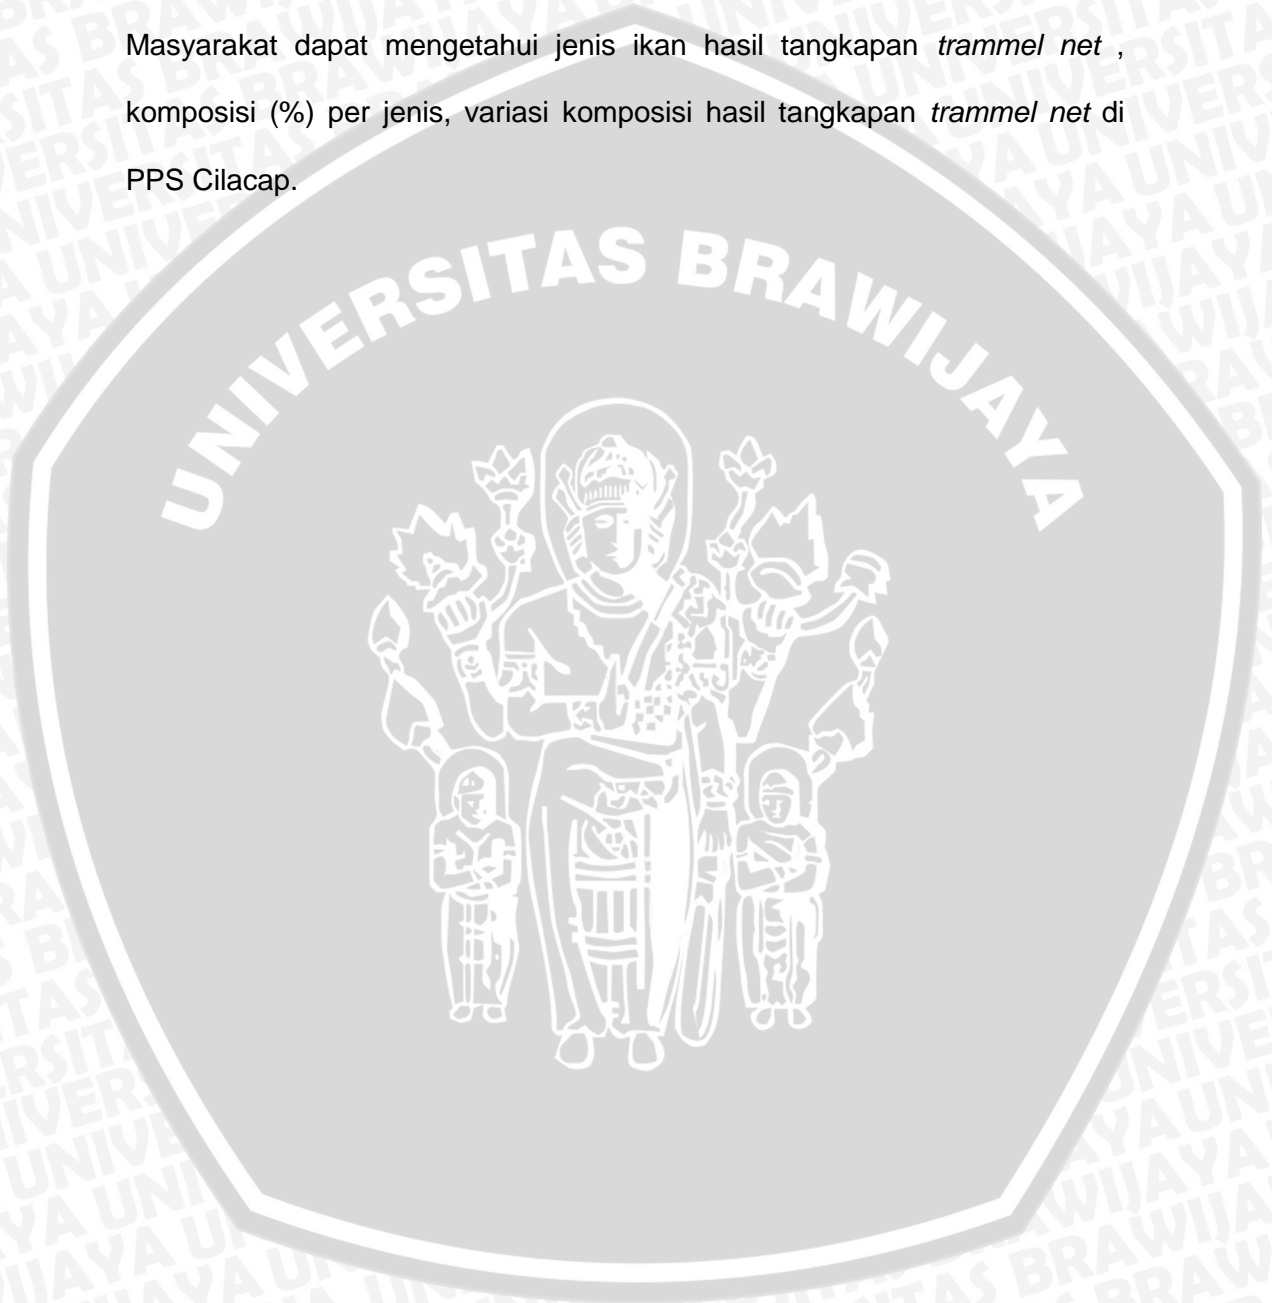 Masyarakat dapat mengetahui jenis ikan hasil tangkapan trammel net ,
komposisi (%) per jenis, variasi komposisi hasil tangkapan trammel net di
PPS Cilacap.
UNIVERSITAS BRAWIJAYA